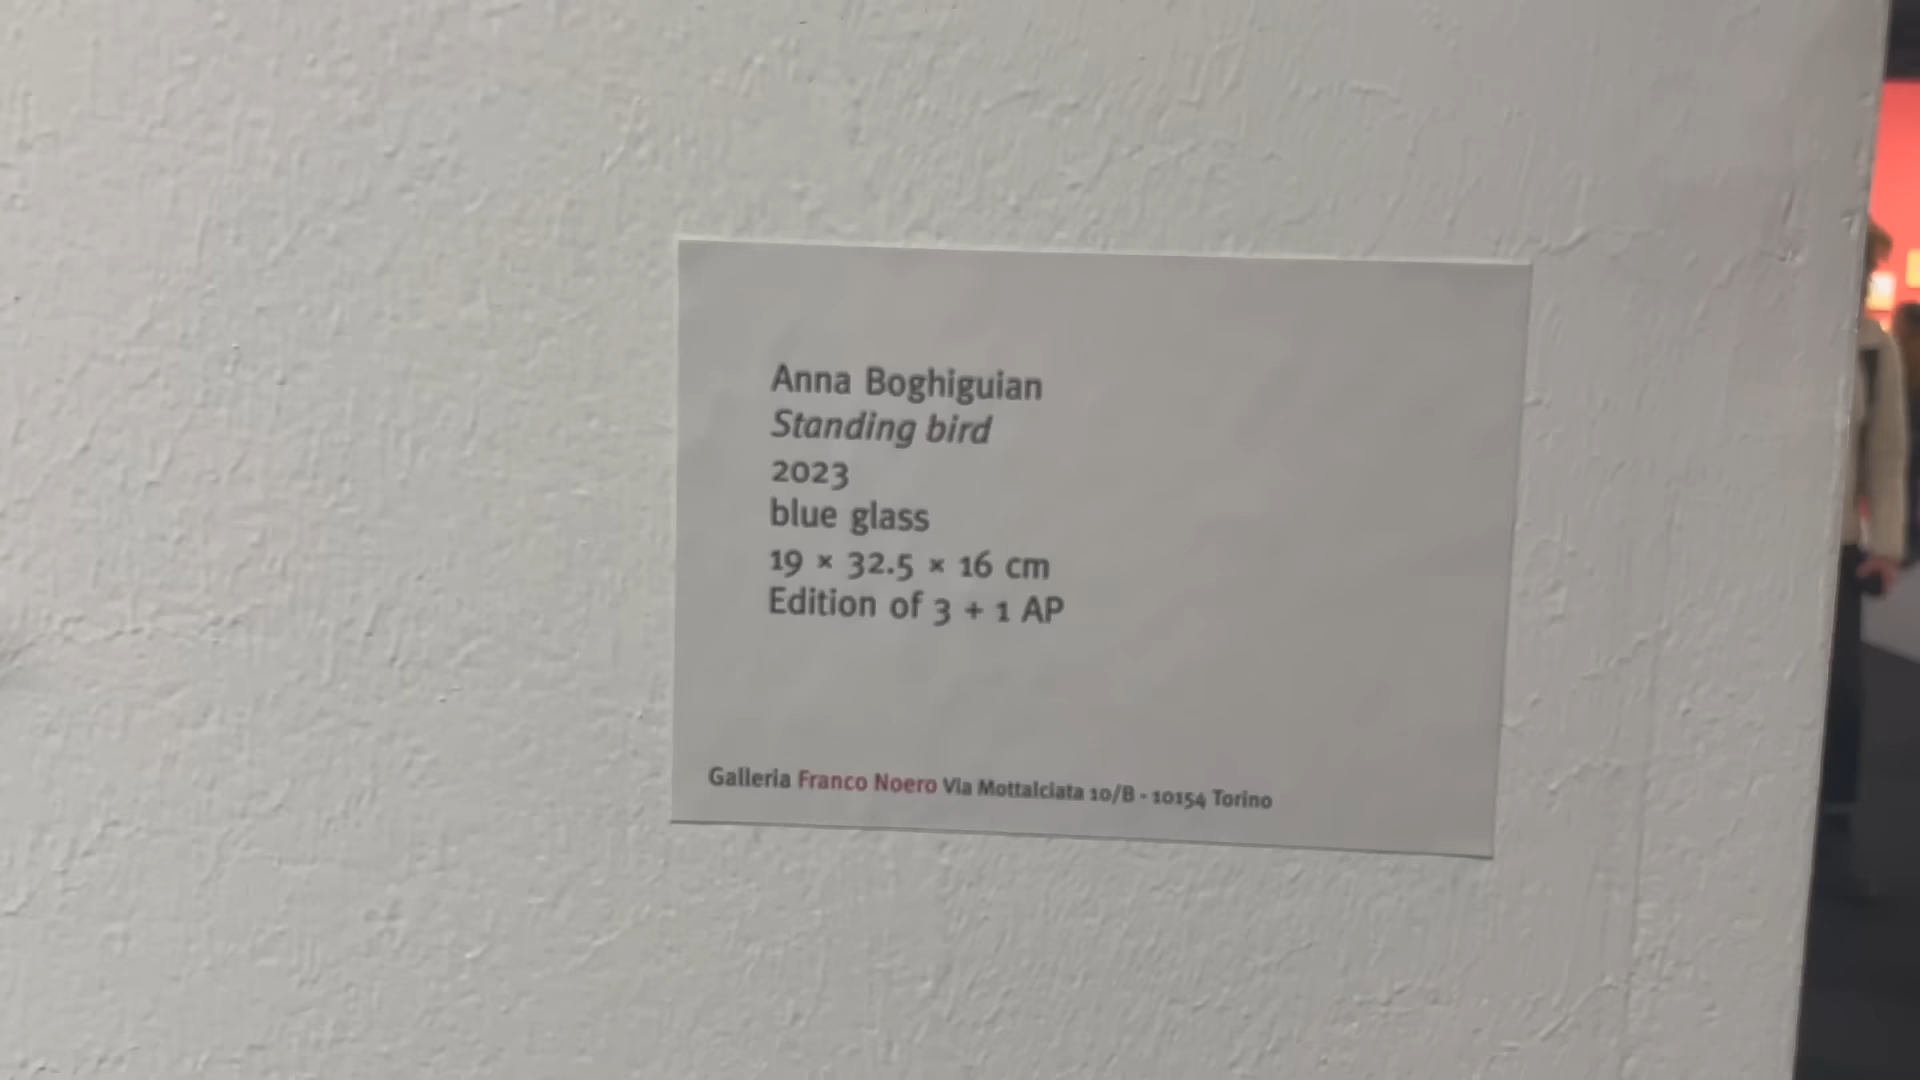 Anna Boghiguian
Standing bird
2023
blue glass
19 × 32.5 × 16 cm
Edition of 3 + 1 AP
Galleria Franco Noero Via Mottalciata 10/B - 10154 Torino